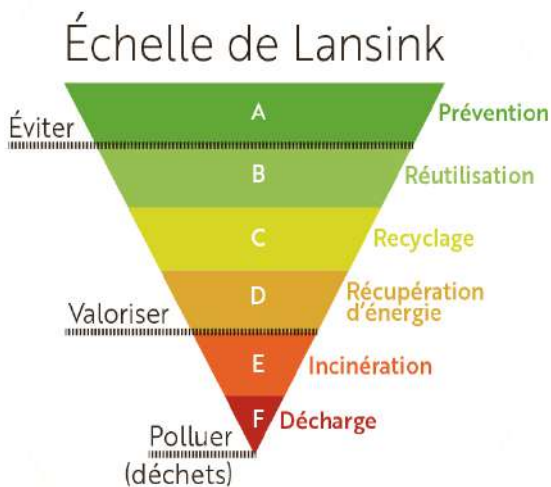 Échelle de Lansink
A
Prévention
Éviter
B
Réutilisation
C
Recyclage
D
Récupération
d'énergie
Valoriser
E
Incinération
F
Décharge
Polluer
(déchets)